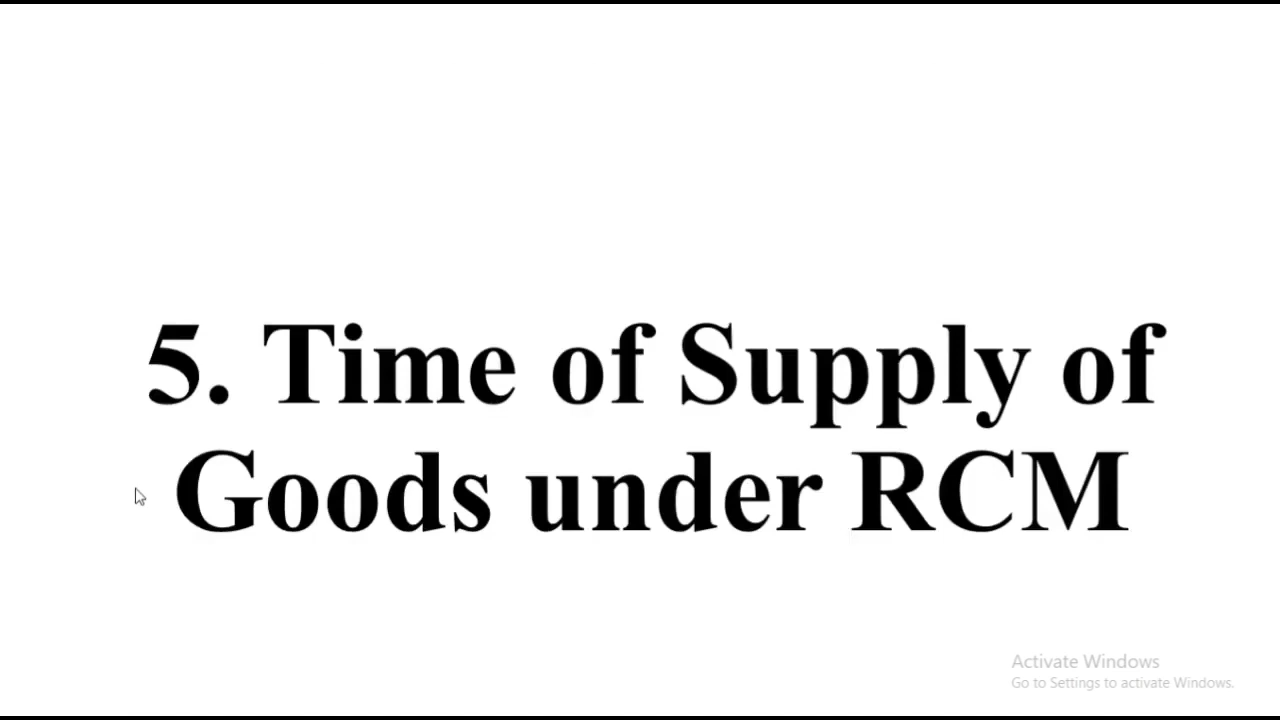 5. Time of Supply of
Goods under RCM
Activate Windows
Go to Settings to activate Windows.